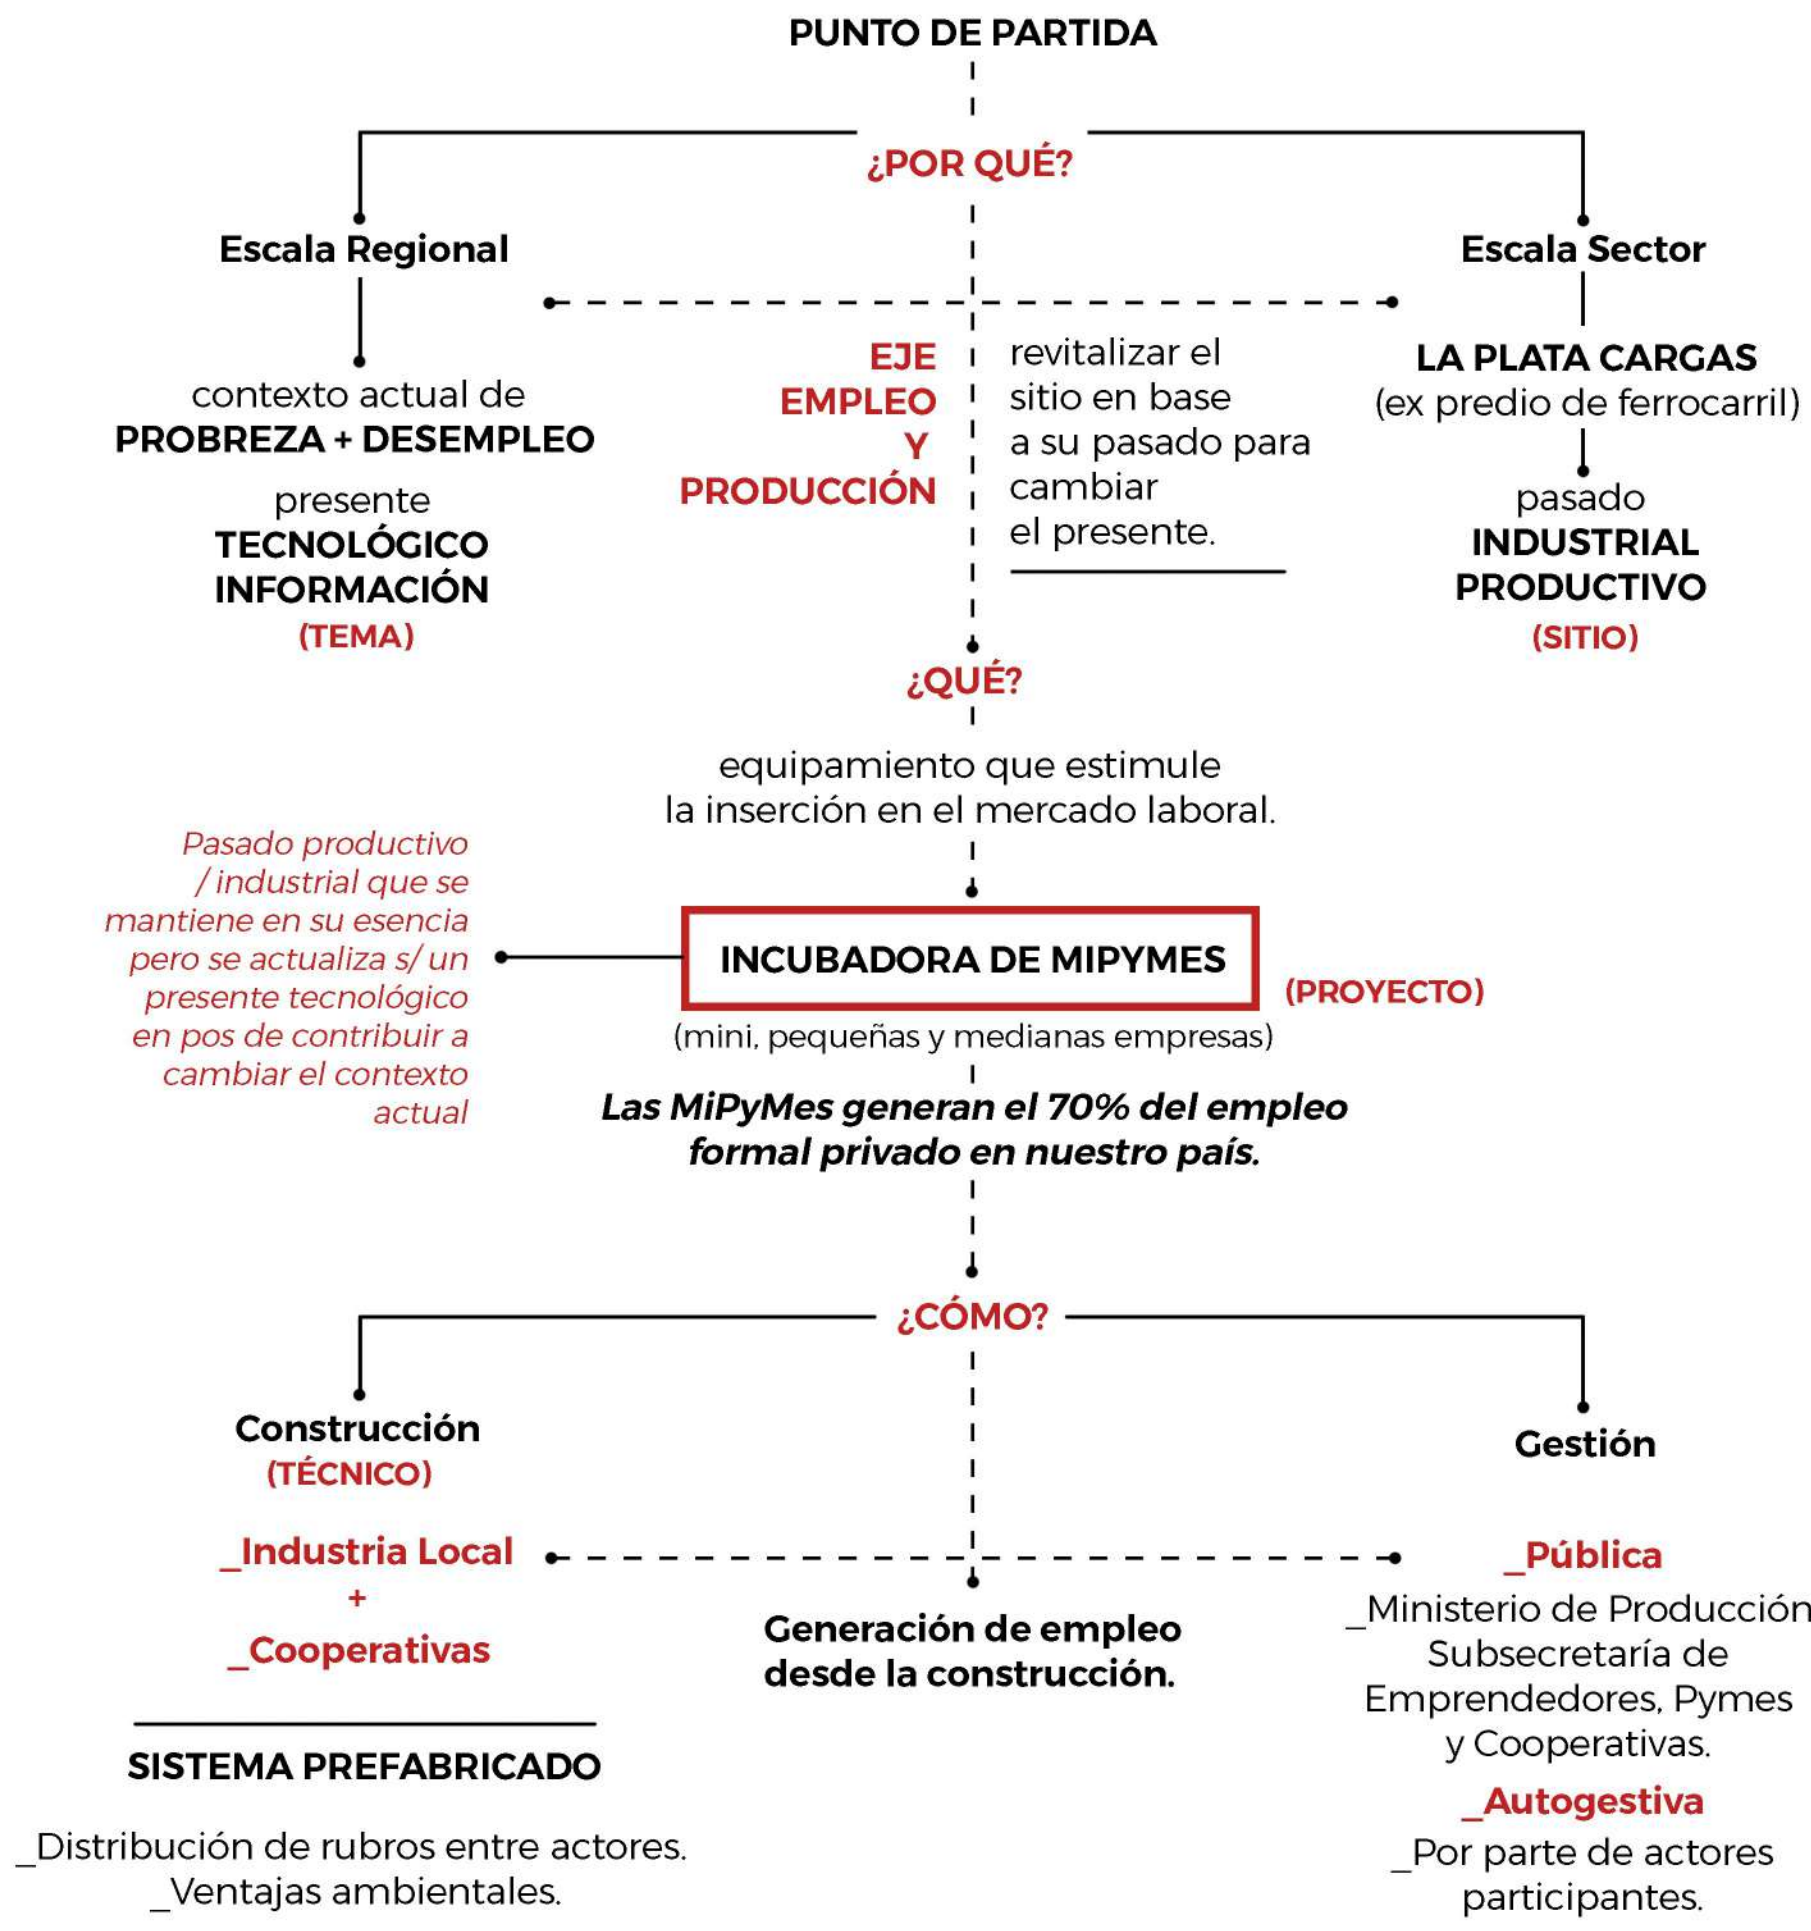 PUNTO DE PARTIDA
¿POR QUÉ?
Escala Regional
contexto actual de
PROBREZA + DESEMPLEO
presente
TECNOLÓGICO
INFORMACIÓN
(TEMA)
EJE
EMPLEO
Y
PRODUCCIÓN
revitalizar el
sitio en base
a su pasado para
cambiar
el presente.
Escala Sector
LA PLATA CARGAS
(ex predio de ferrocarril)
pasado
INDUSTRIAL
PRODUCTIVO
(SITIO)
¿QUÉ?
equipamiento que estimule
la inserción en el mercado laboral.
Pasado productivo
/ industrial que se
mantiene en su esencia
pero se actualiza s/ un
presente tecnológico
en pos de contribuir a
cambiar el contexto
actual
INCUBADORA DE MIPYMES
(PROYECTO)
(mini, pequeñas y medianas empresas)
Las MiPyMes generan el 70% del empleo
formal privado en nuestro país.
¿CÓMO?
Construcción
(TÉCNICO)
_Industria Local
+
_Cooperativas
SISTEMA PREFABRICADO
_Distribución de rubros entre actores.
_Ventajas ambientales.
Generación de empleo
desde la construcción.
Gestión
_Pública
_Ministerio de Producción
Subsecretaría de
Emprendedores, Pymes
y Cooperativas.
_Autogestiva
_Por parte de actores
participantes.